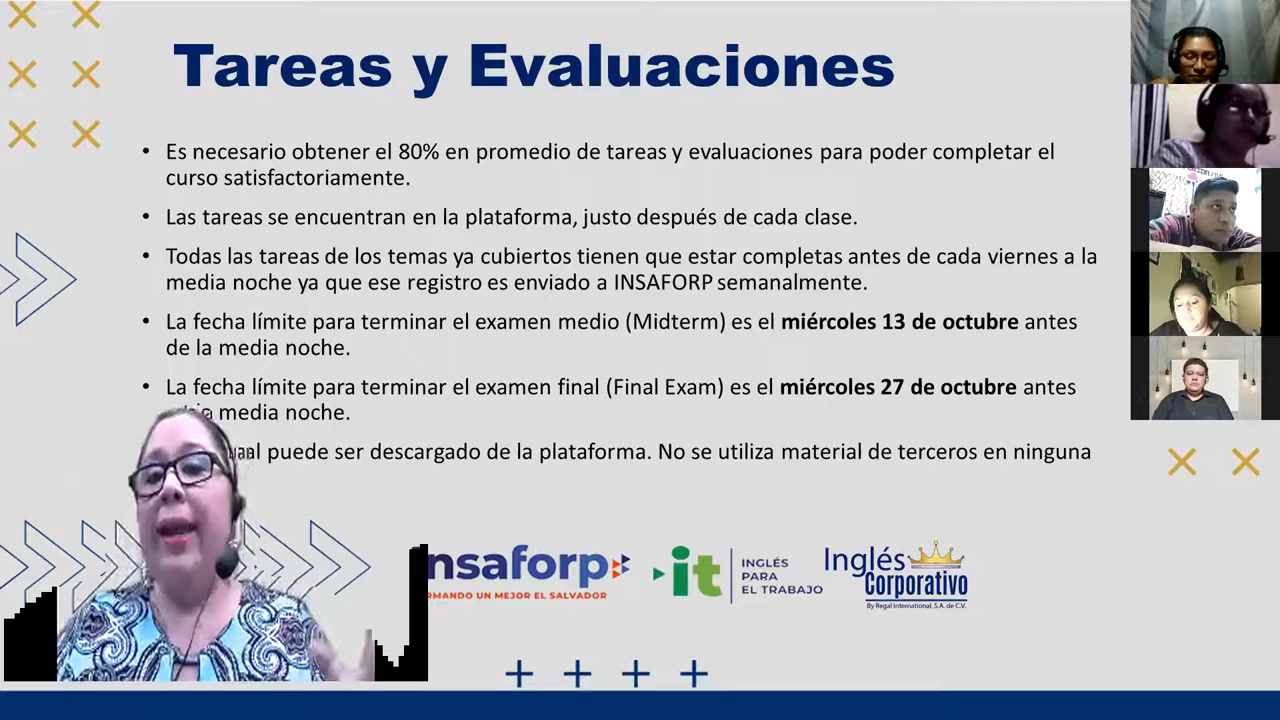 Tareas y Evaluaciones
• Es necesario obtener el 80% en promedio de tareas y evaluaciones para poder completar el
curso satisfactoriamente.
• Las tareas se encuentran en la plataforma, justo después de cada clase.
• Todas las tareas de los temas ya cubiertos tienen que estar completas antes de cada viernes a la
media noche ya que ese registro es enviado a INSAFORP semanalmente.
• La fecha límite para terminar el examen medio (Midterm) es el miércoles 13 de octubre antes
de la media noche.
• La fecha límite para terminar el examen final (Final Exam) es el miércoles 27 de octubre antes
media noche.
puede ser descargado de la plataforma. No se utiliza material de terceros en ninguna
nsaforp
RMANDO UN MEJOR EL SALVADOR
it
INGLÉS
PARA
EL TRABAJO
Inglés
Corporativo
By Regal International, S.A. de C.V.